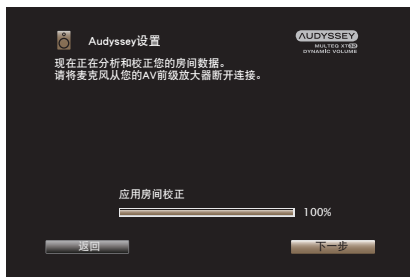 Audyssey设置
AUDYSSEY
MULTEQ XT32
DYNAMIC VOLUME
现在正在分析和校正您的房间数据。
请将麦克风从您的AV前级放大器断开连接。
应用房间校正
100%
返回
下一步